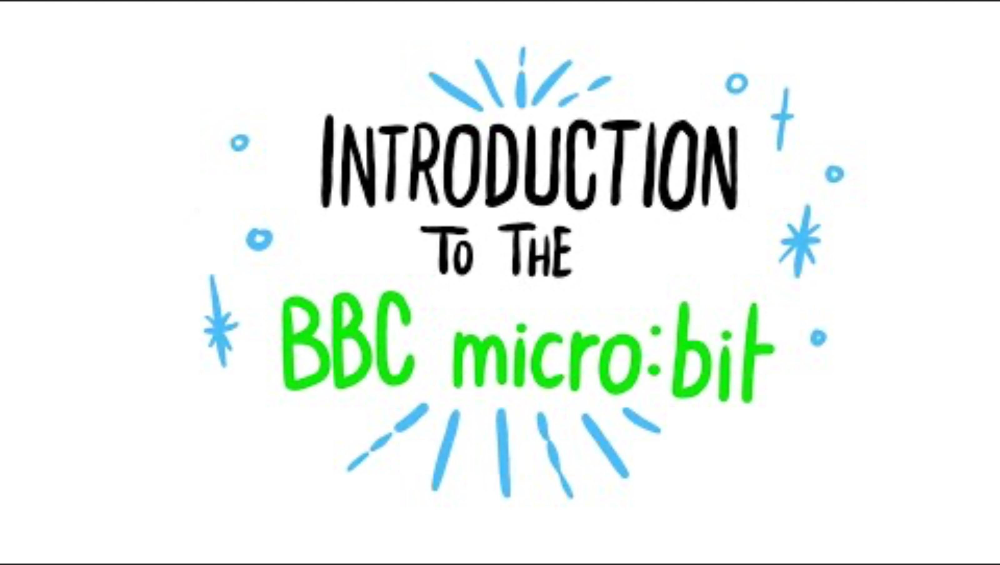 INTRODUCTION
TO THE
BBC micro:bit